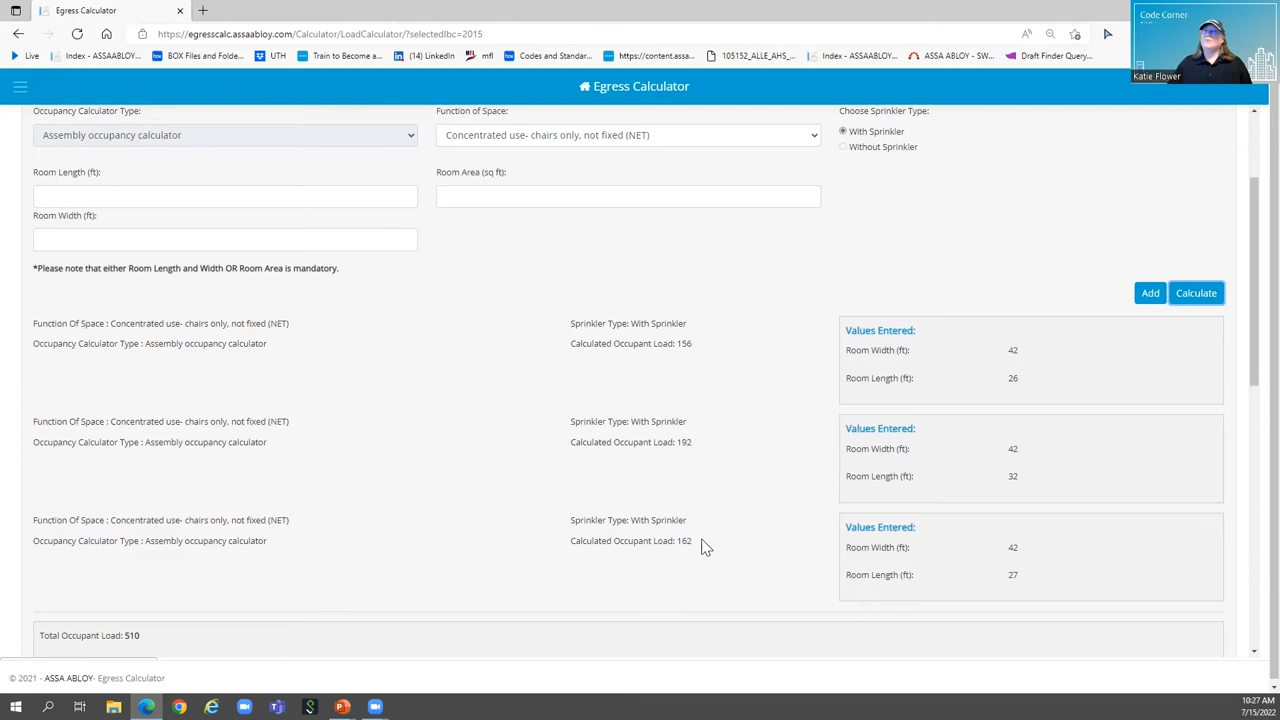 Egress Calculator
https://egresscalc.assaabloy.com/Calculator/LoadCalculator/?selectedIbc=2015
Code Corner
Katie Flower
Live
Index - ASSAABLOY...
BOX Files and Folde...
UTH
Train to Become a...
(14) LinkedIn
mfl
Codes and Standar...
https://content.assa...
105152_ALLE_AHS_...
Index - ASSAABLOY...
ASSA ABLOY - SW...
Draft Finder Query...
Egress Calculator
Occupancy Calculator Type:
Function of Space:
Choose Sprinkler Type:
Assembly occupancy calculator
Concentrated use- chairs only, not fixed (NET)
With Sprinkler
Without Sprinkler
Room Length (ft):
Room Area (sq ft):
Room Width (ft):
*Please note that either Room Length and Width OR Room Area is mandatory.
Add
Calculate
Function Of Space : Concentrated use- chairs only, not fixed (NET)
Sprinkler Type: With Sprinkler
Values Entered:
Occupancy Calculator Type : Assembly occupancy calculator
Calculated Occupant Load: 156
Room Width (ft): 42
Room Length (ft): 26
Function Of Space : Concentrated use- chairs only, not fixed (NET)
Sprinkler Type: With Sprinkler
Values Entered:
Occupancy Calculator Type : Assembly occupancy calculator
Calculated Occupant Load: 192
Room Width (ft): 42
Room Length (ft): 32
Function Of Space : Concentrated use- chairs only, not fixed (NET)
Sprinkler Type: With Sprinkler
Values Entered:
Occupancy Calculator Type : Assembly occupancy calculator
Calculated Occupant Load: 162
Room Width (ft): 42
Room Length (ft): 27
Total Occupant Load: 510
© 2021 - ASSA ABLOY- Egress Calculator
10:27 AM
7/15/2022